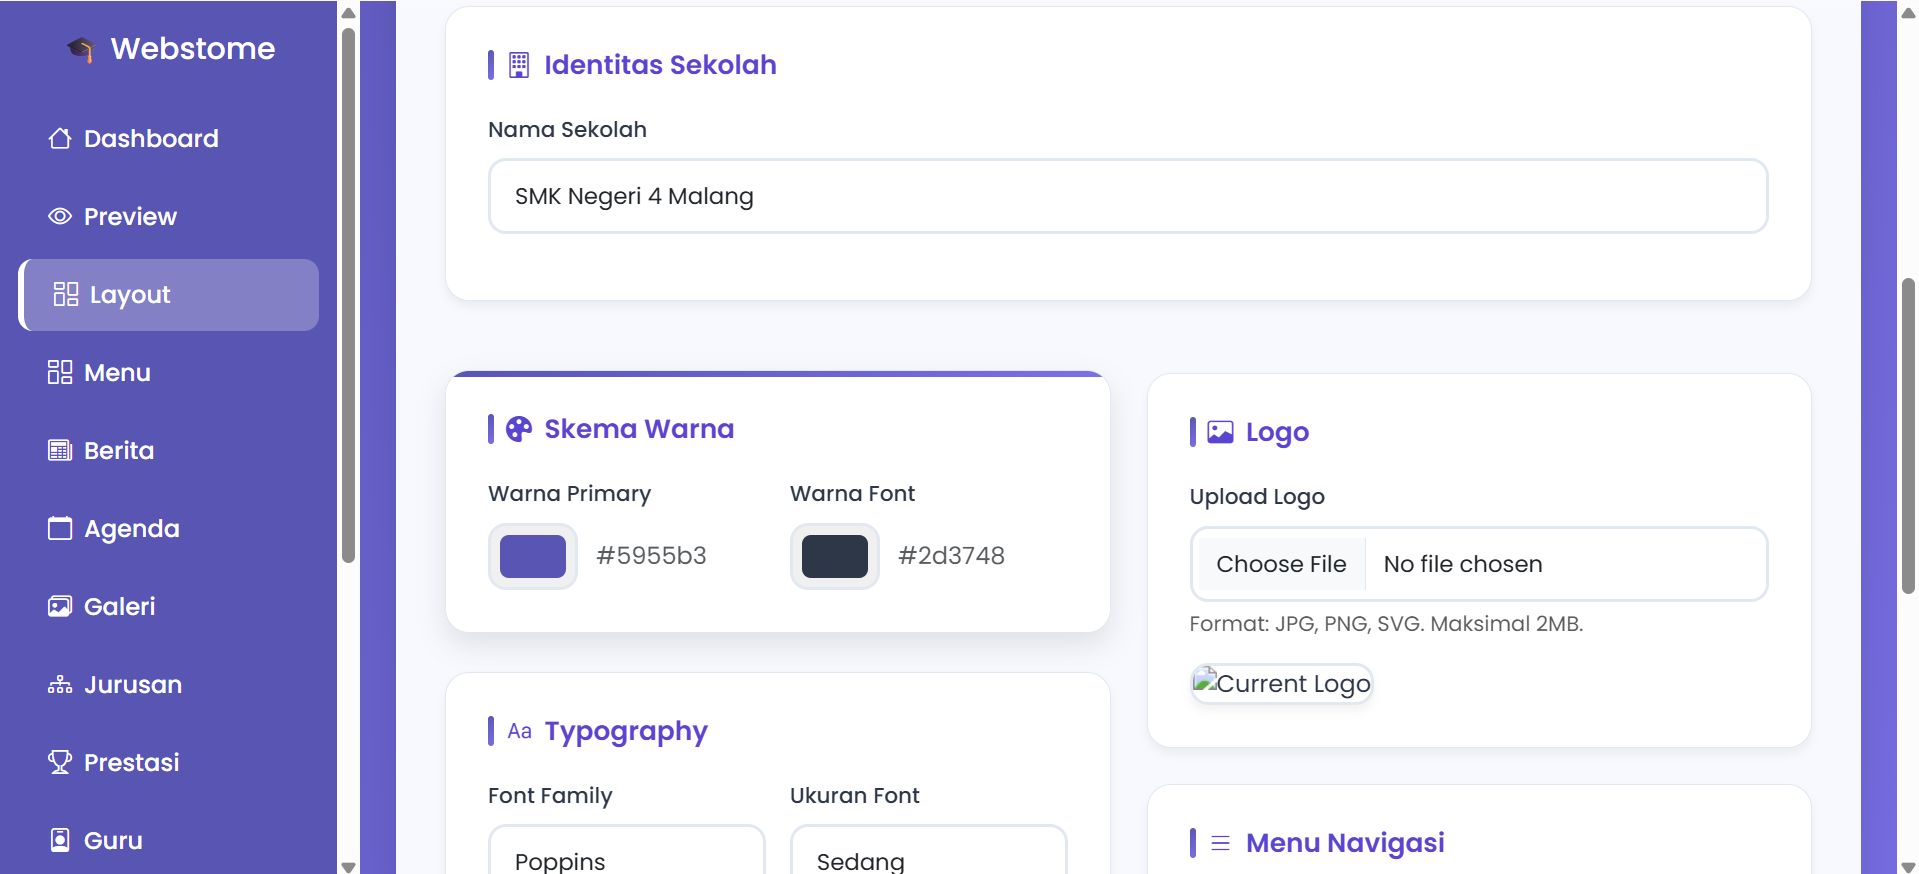 Webstome
Dashboard
Preview
Layout
Menu
Berita
Agenda
Galeri
Jurusan
Prestasi
Guru
Identitas Sekolah
Nama Sekolah
SMK Negeri 4 Malang
Skema Warna
Warna Primary
Warna Font
#5955b3
#2d3748
Typography
Font Family
Ukuran Font
Poppins
Sedang
Logo
Upload Logo
Choose File
No file chosen
Format: JPG, PNG, SVG. Maksimal 2MB.
Current Logo
Menu Navigasi